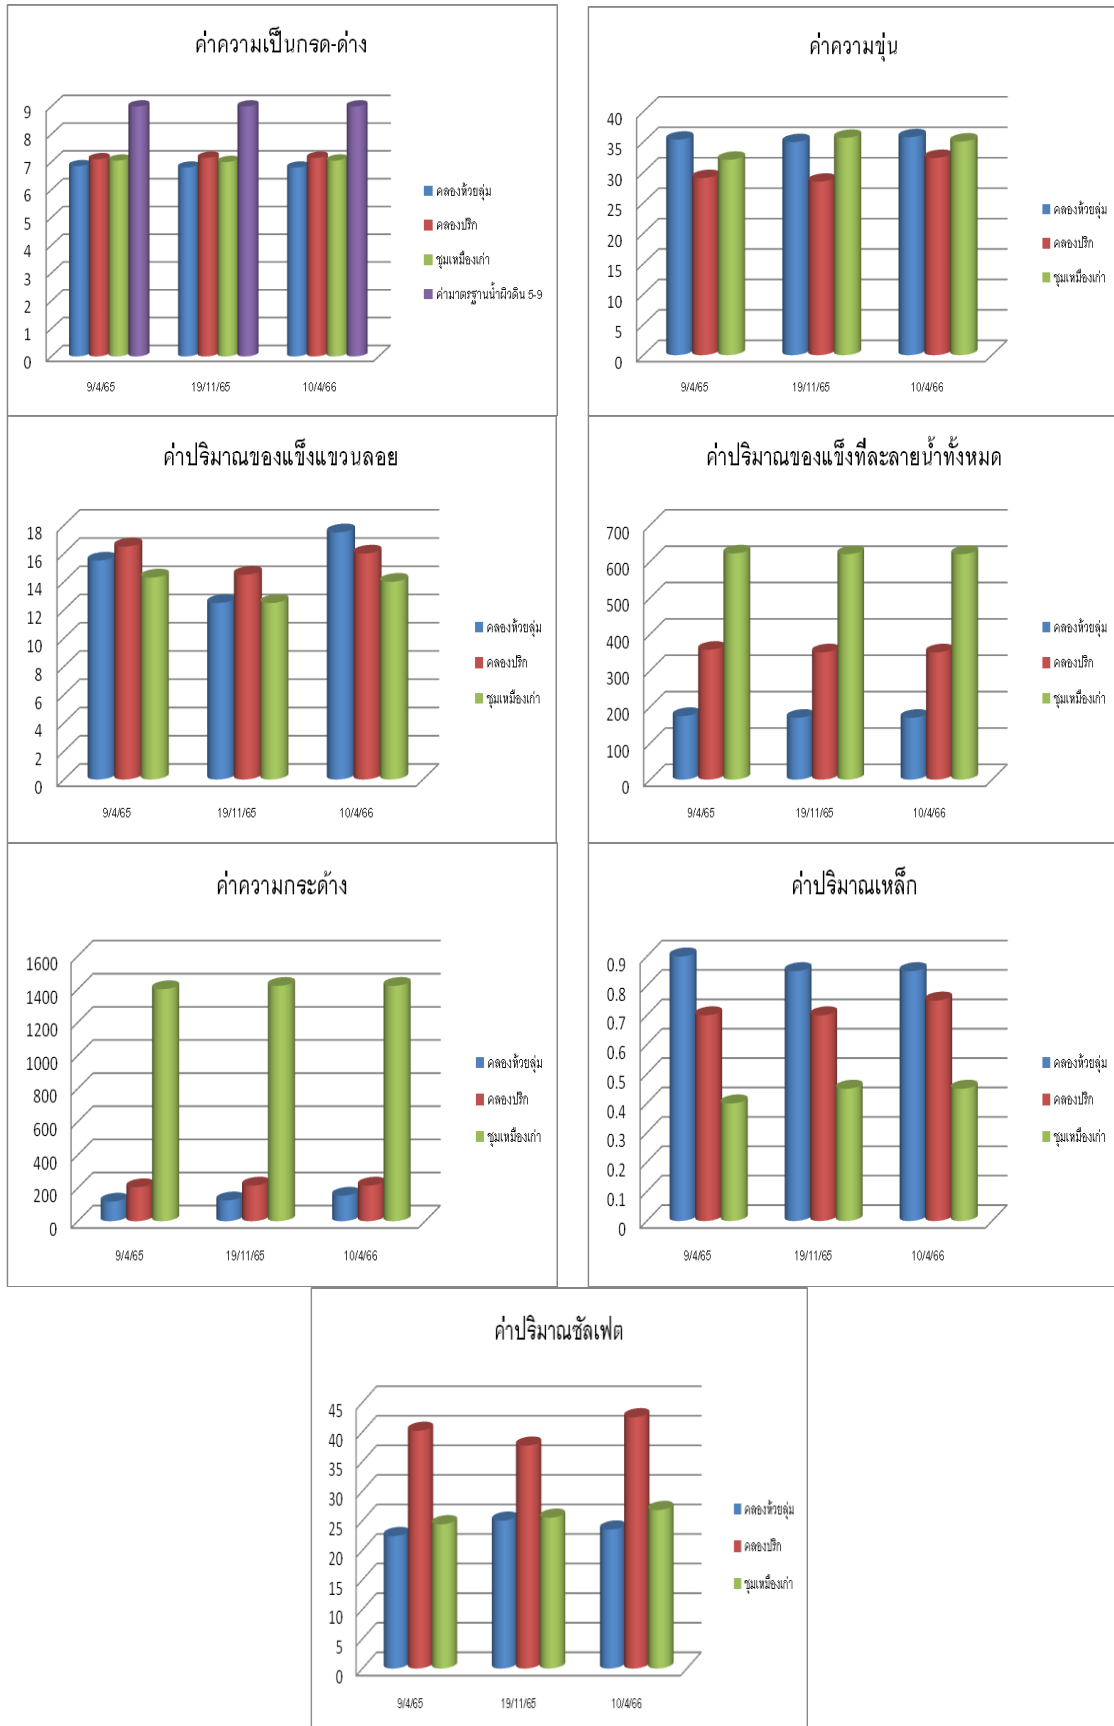 ค่าความเป็นกรด-ด่าง
9
8
7
6
5
4
3
2
1
0
9/4/65 19/11/65 10/4/66
คลองห้วยลุ่ม
คลองปริก
ขุมเหมืองเก่า
ค่ามาตรฐานน้ำผิวดิน 5-9
ค่าความขุ่น
40
35
30
25
20
15
10
5
0
9/4/65 19/11/65 10/4/66
คลองห้วยลุ่ม
คลองปริก
ขุมเหมืองเก่า
ค่าปริมาณของแข็งแขวนลอย
18
16
14
12
10
8
6
4
2
0
9/4/65 19/11/65 10/4/66
คลองห้วยลุ่ม
คลองปริก
ขุมเหมืองเก่า
ค่าปริมาณของแข็งที่ละลายน้ำทั้งหมด
700
600
500
400
300
200
100
0
9/4/65 19/11/65 10/4/66
คลองห้วยลุ่ม
คลองปริก
ขุมเหมืองเก่า
ค่าความกระด้าง
1600
1400
1200
1000
800
600
400
200
0
9/4/65 19/11/65 10/4/66
คลองห้วยลุ่ม
คลองปริก
ขุมเหมืองเก่า
ค่าปริมาณเหล็ก
0.9
0.8
0.7
0.6
0.5
0.4
0.3
0.2
0.1
0
9/4/65 19/11/65 10/4/66
คลองห้วยลุ่ม
คลองปริก
ขุมเหมืองเก่า
ค่าปริมาณซัลเฟต
45
40
35
30
25
20
15
10
5
0
9/4/65 19/11/65 10/4/66
คลองห้วยลุ่ม
คลองปริก
ขุมเหมืองเก่า